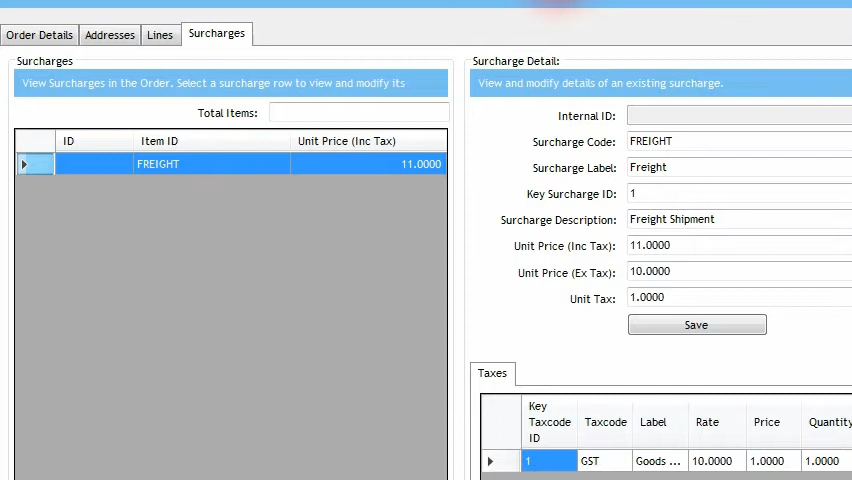 Order Details Addresses Lines Surcharges
Surcharges
View Surcharges in the Order. Select a surcharge row to view and modify its
Total Items:
ID Item ID Unit Price (Inc Tax)
FREIGHT 11.0000
Surcharge Detail:
View and modify details of an existing surcharge.
Internal ID:
Surcharge Code: FREIGHT
Surcharge Label: Freight
Key Surcharge ID: 1
Surcharge Description: Freight Shipment
Unit Price (Inc Tax): 11.0000
Unit Price (Ex Tax): 10.0000
Unit Tax: 1.0000
Save
Taxes
Key Taxcode ID Taxcode Label Rate Price Quantity
1 GST Goods ... 10.0000 1.0000 1.0000